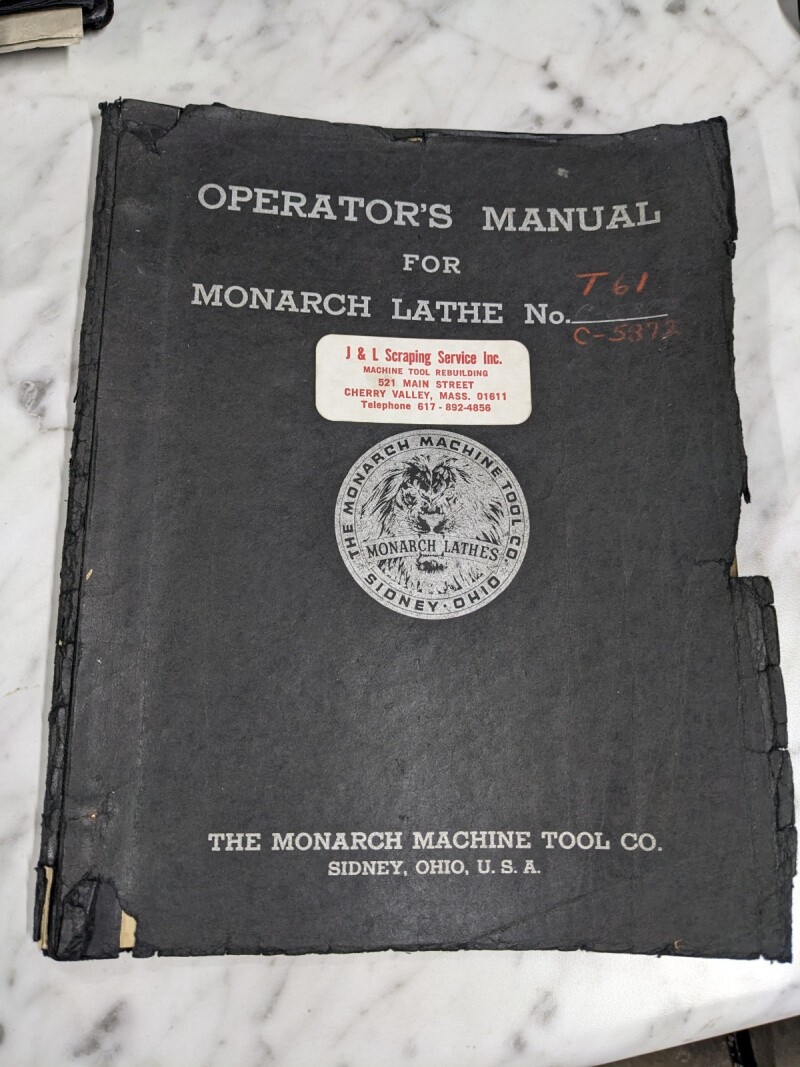 OPERATOR'S MANUAL
FOR
MONARCH LATHE No.
T 61
C-5372
J & L Scraping Service Inc.
MACHINE TOOL REBUILDING
521 MAIN STREET
CHERRY VALLEY, MASS. 01611
Telephone 617-892-4856
THE MONARCH MACHINE TOOL CO.
MONARCH LATHES
SIDNEY·OHIO
THE MONARCH MACHINE TOOL CO.
SIDNEY, OHIO, U. S. A.